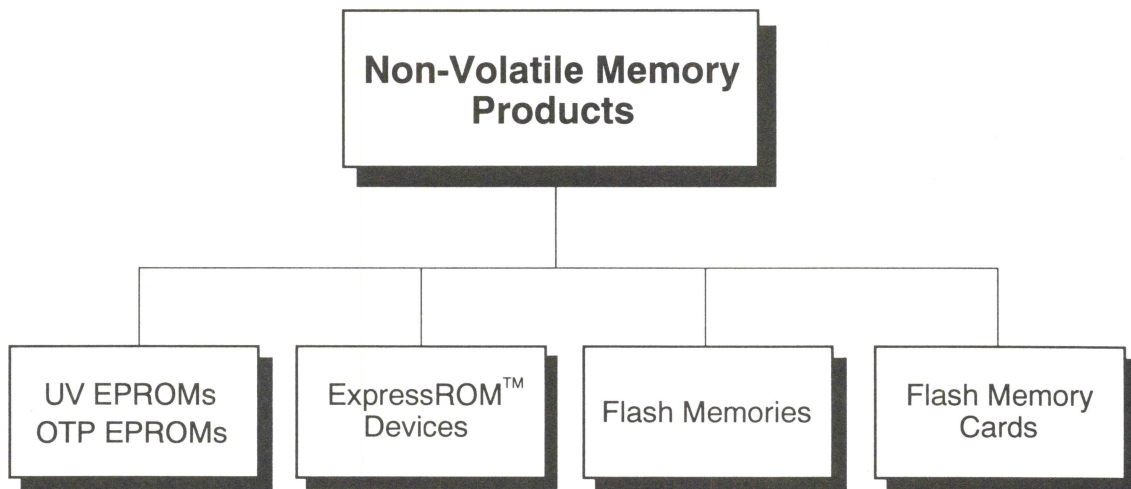 Non-Volatile Memory
Products
UV EPROMs
OTP EPROMs
ExpressROM™
Devices
Flash Memories
Flash Memory
Cards